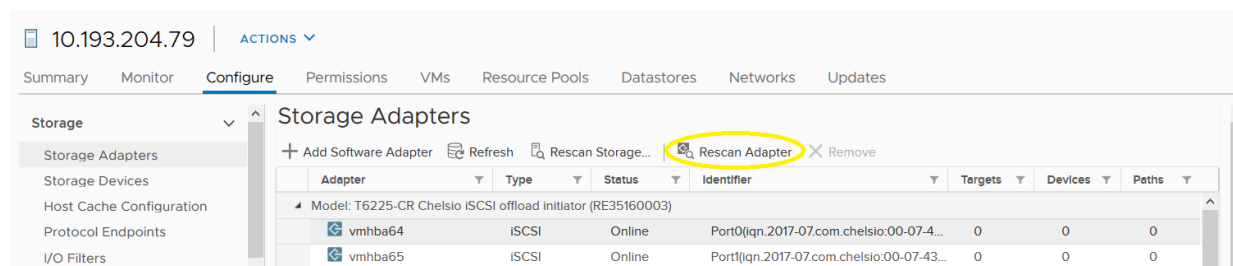 10.193.204.79 ACTIONS
Summary Monitor Configure Permissions VMs Resource Pools Datastores Networks Updates
Storage
Storage Adapters
Storage Devices
Host Cache Configuration
Protocol Endpoints
I/O Filters
Storage Adapters
Add Software Adapter Refresh Rescan Storage... Rescan Adapter Remove
Adapter Type Status Identifier Targets Devices Paths
Model: T6225-CR Chelsio iSCSI offload initiator (RE35160003)
vmhba64 iSCSI Online Port0(iqn.2017-07.com.chelsio:00-07-4... 0 0 0
vmhba65 iSCSI Online Port1(iqn.2017-07.com.chelsio:00-07-43... 0 0 0